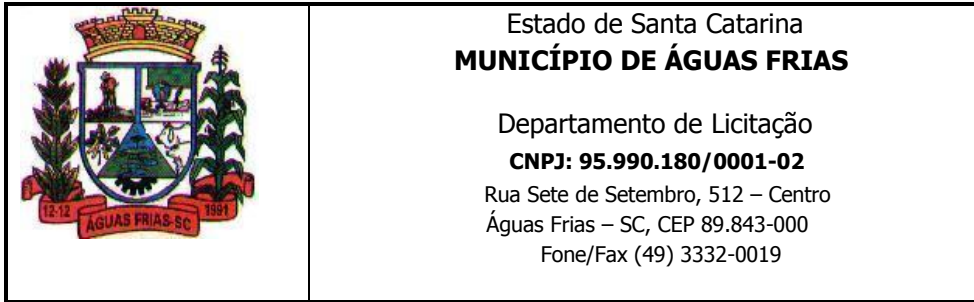 12-12
ÁGUAS FRIAS-SC
1991
Estado de Santa Catarina
MUNICÍPIO DE ÁGUAS FRIAS
Departamento de Licitação
CNPJ: 95.990.180/0001-02
Rua Sete de Setembro, 512 – Centro
Águas Frias – SC, CEP 89.843-000
Fone/Fax (49) 3332-0019